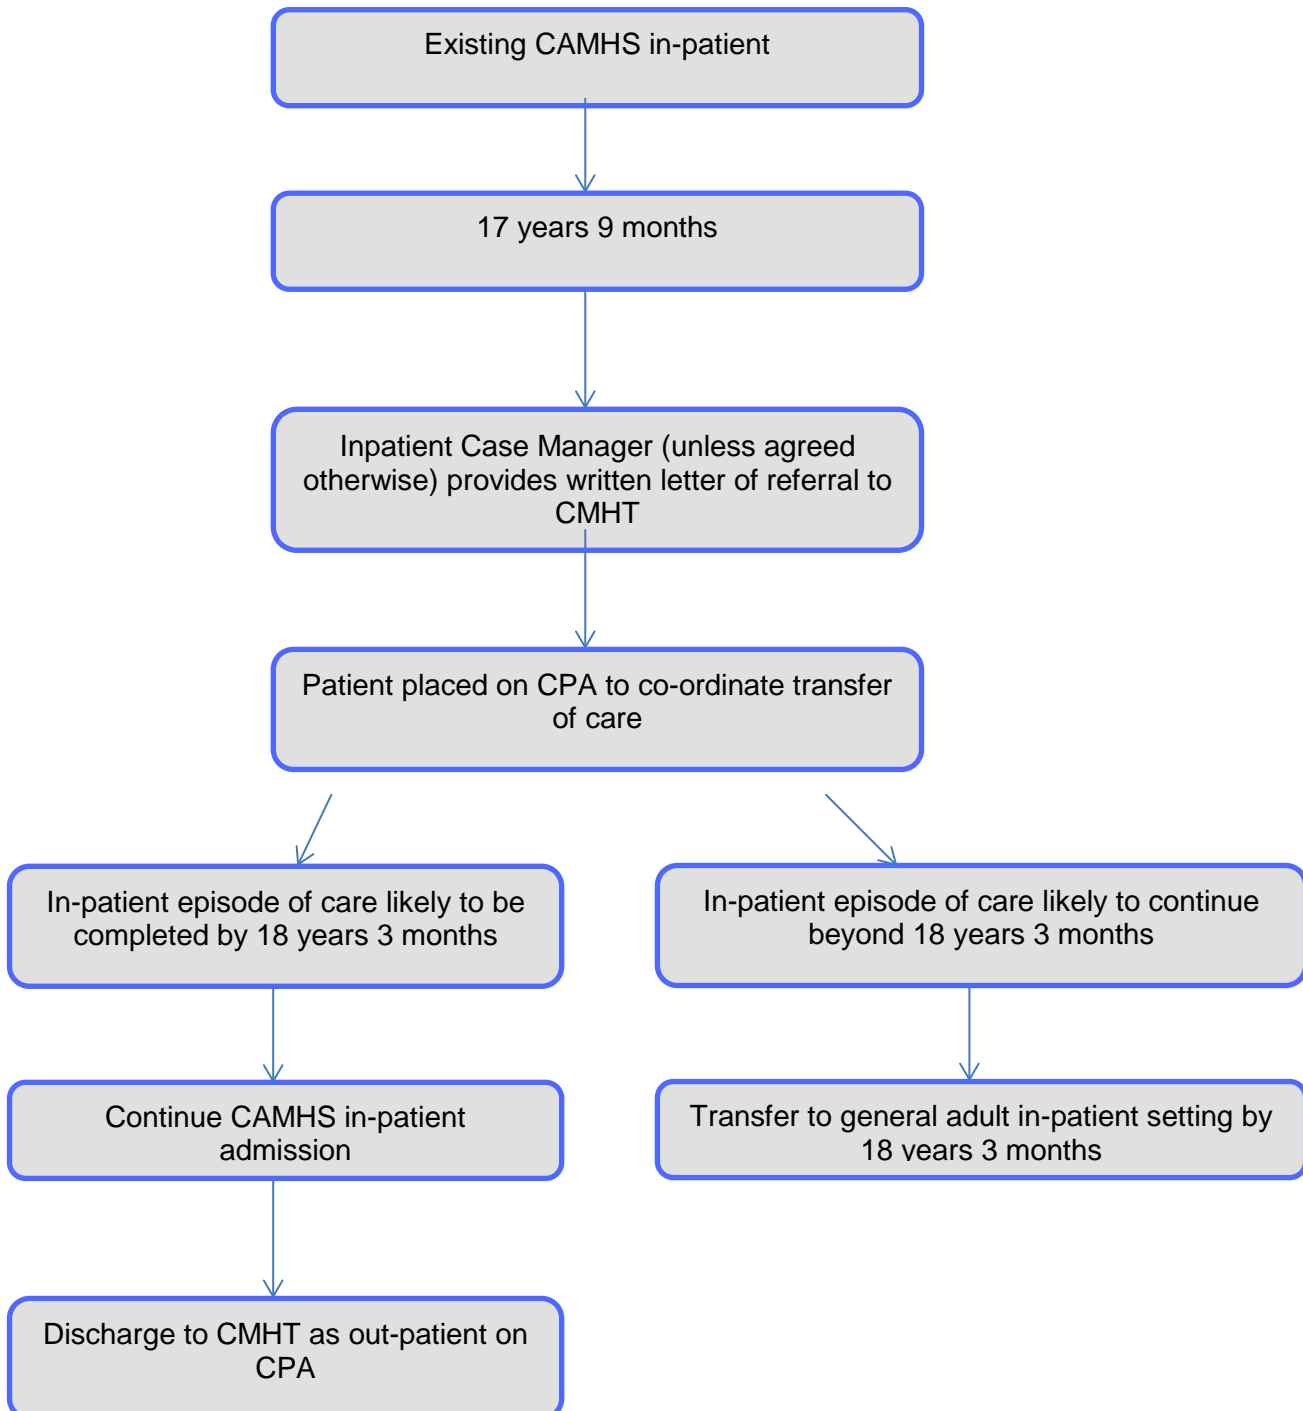 Existing CAMHS in-patient
17 years 9 months
Inpatient Case Manager (unless agreed
otherwise) provides written letter of referral to
CMHT
Patient placed on CPA to co-ordinate transfer
of care
In-patient episode of care likely to be
completed by 18 years 3 months
In-patient episode of care likely to continue
beyond 18 years 3 months
Continue CAMHS in-patient
admission
Transfer to general adult in-patient setting by
18 years 3 months
Discharge to CMHT as out-patient on
CPA